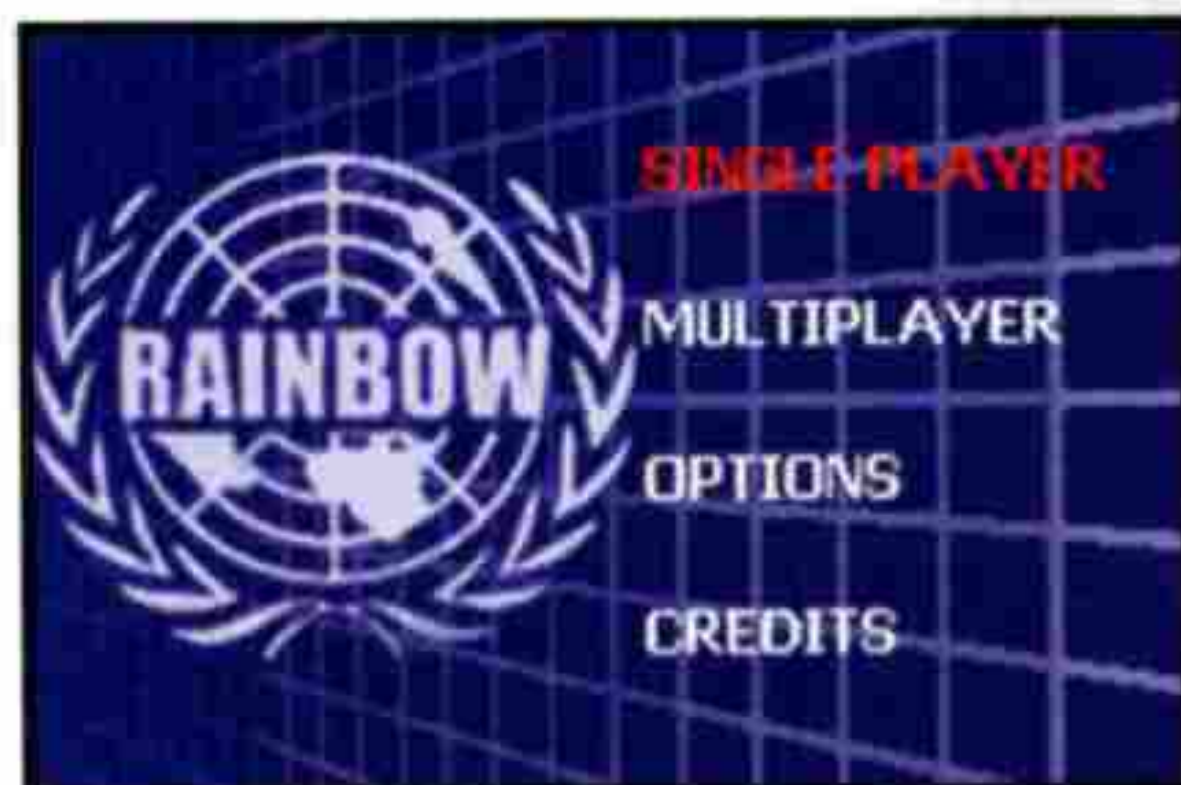 RAINBOW
SINGLE PLAYER
MULTIPLAYER
OPTIONS
CREDITS